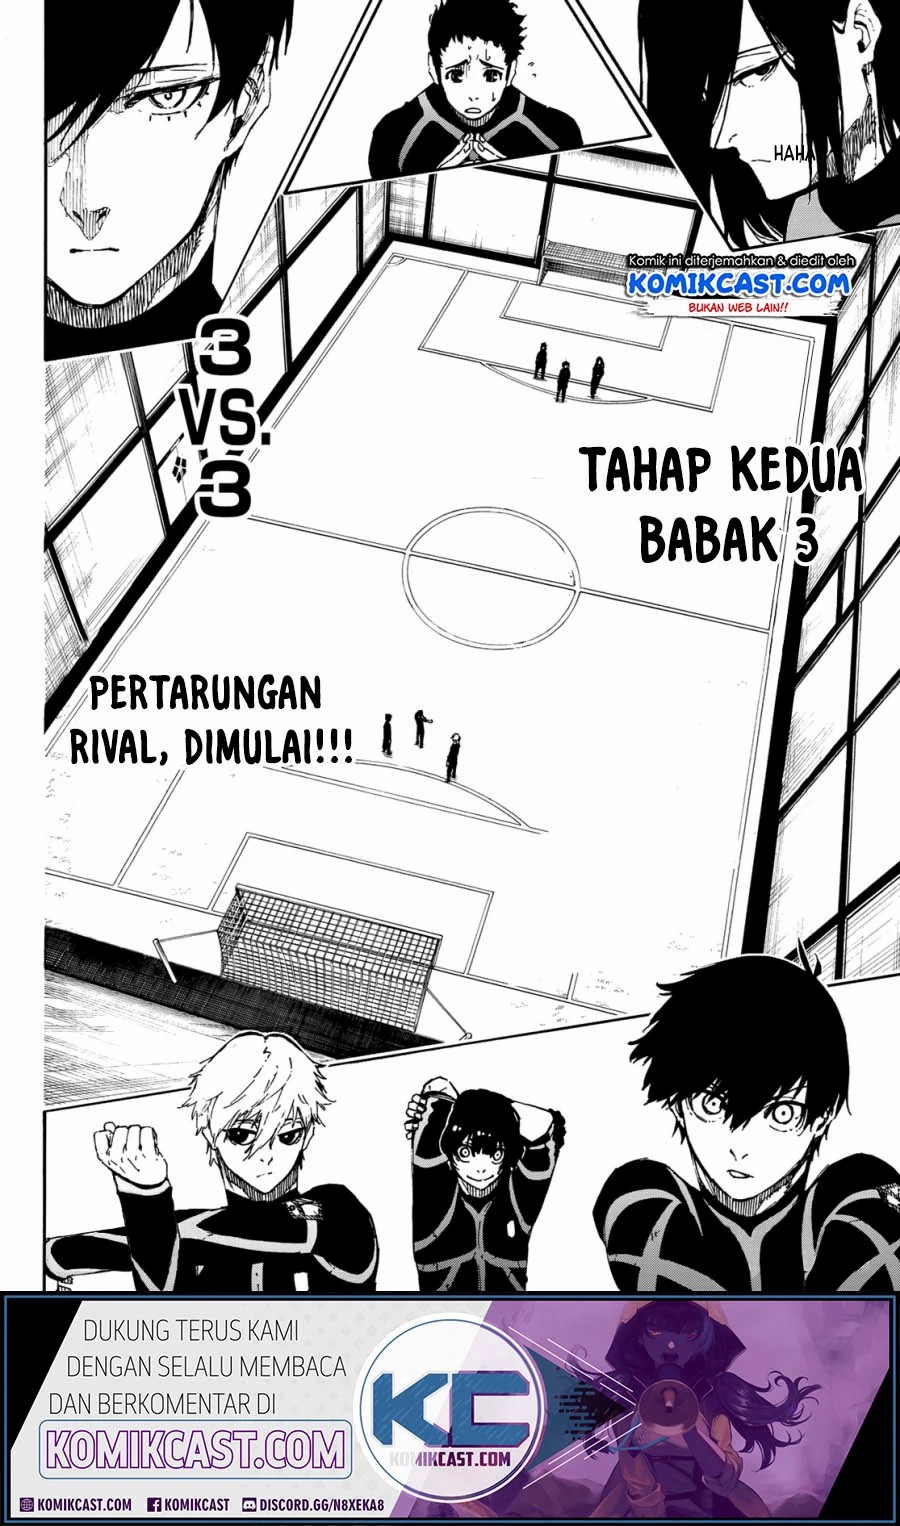 HAHA
Komik ini diterjemahkan & diedit oleh
KOMIKCAST.COM
BUKAN WEB LAIN!!
3
VS.
3
TAHAP KEDUA
BABAK 3
PERTARUNGAN
RIVAL, DIMULAI!!!
DUKUNG TERUS KAMI
DENGAN SELALU MEMBACA
DAN BERKOMENTAR DI
KOMIKCAST.COM
KC
KOMIKCAST.COM
KOMIKCAST.COM
KOMIKCAST
DISCORD.GG/N8XEKA8